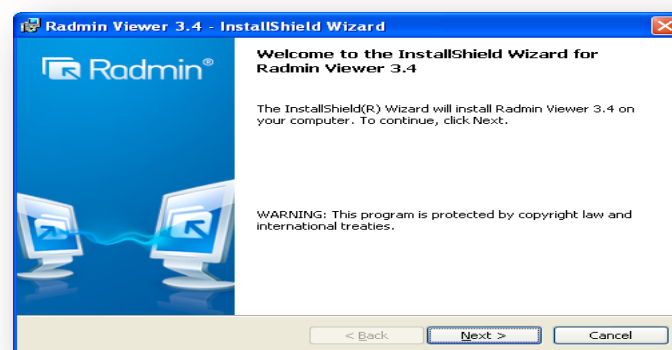 Radmin Viewer 3.4 - InstallShield Wizard
Radmin®
Welcome to the InstallShield Wizard for
Radmin Viewer 3.4
The InstallShield(R) Wizard will install Radmin Viewer 3.4 on
your computer. To continue, click Next.
WARNING: This program is protected by copyright law and
international treaties.
< Back
Next >
Cancel